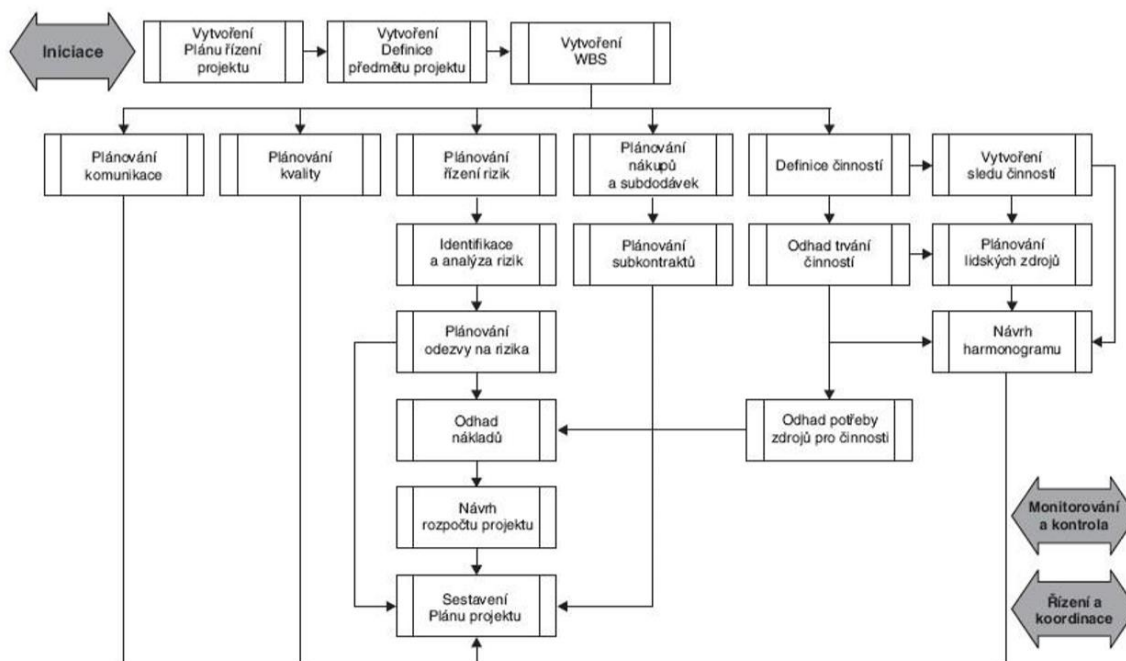 Iniciace
Vytvoření
Plánu řízení
projektu
Vytvoření
Definice
předmětu projektu
Vytvoření
WBS
Plánování
komunikace
Plánování
kvality
Plánování
řízení rizik
Plánování
nákupů
a subdodávek
Definice činností
Vytvoření
sledu činností
Identifikace
a analýza rizik
Plánování
subkontraktů
Odhad trvání
činností
Plánování
lidských zdrojů
Plánování
odezvy na rizika
Návrh
harmonogramu
Odhad
nákladů
Odhad potřeby
zdrojů pro činnosti
Návrh
rozpočtu projektu
Monitorování
a kontrola
Sestavení
Plánu projektu
Řízení a
koordinace